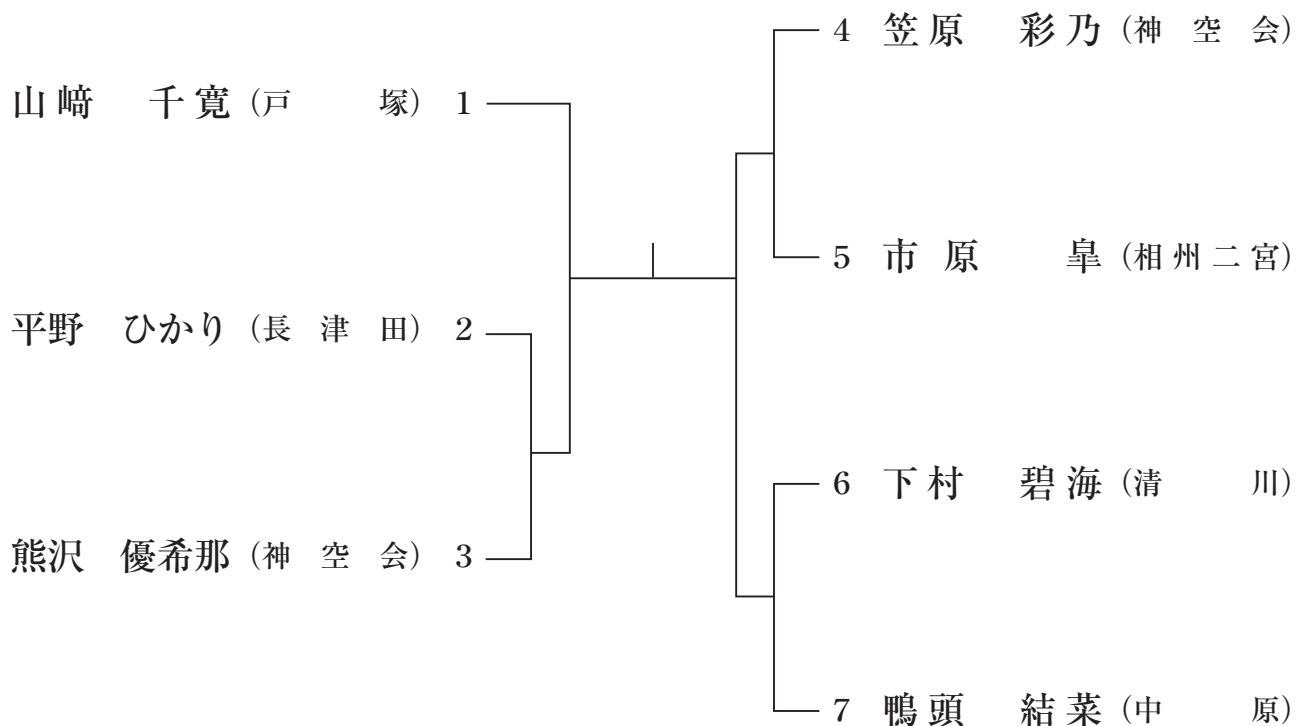 山﨑　千寛（戸　塚） 1
平野　ひかり（長　津　田） 2
熊沢　優希那（神　空　会） 3
4 笠原　彩乃（神　空　会）
5 市原　皐（相州二宮）
6 下村　碧海（清　川）
7 鴨頭　結菜（中　原）